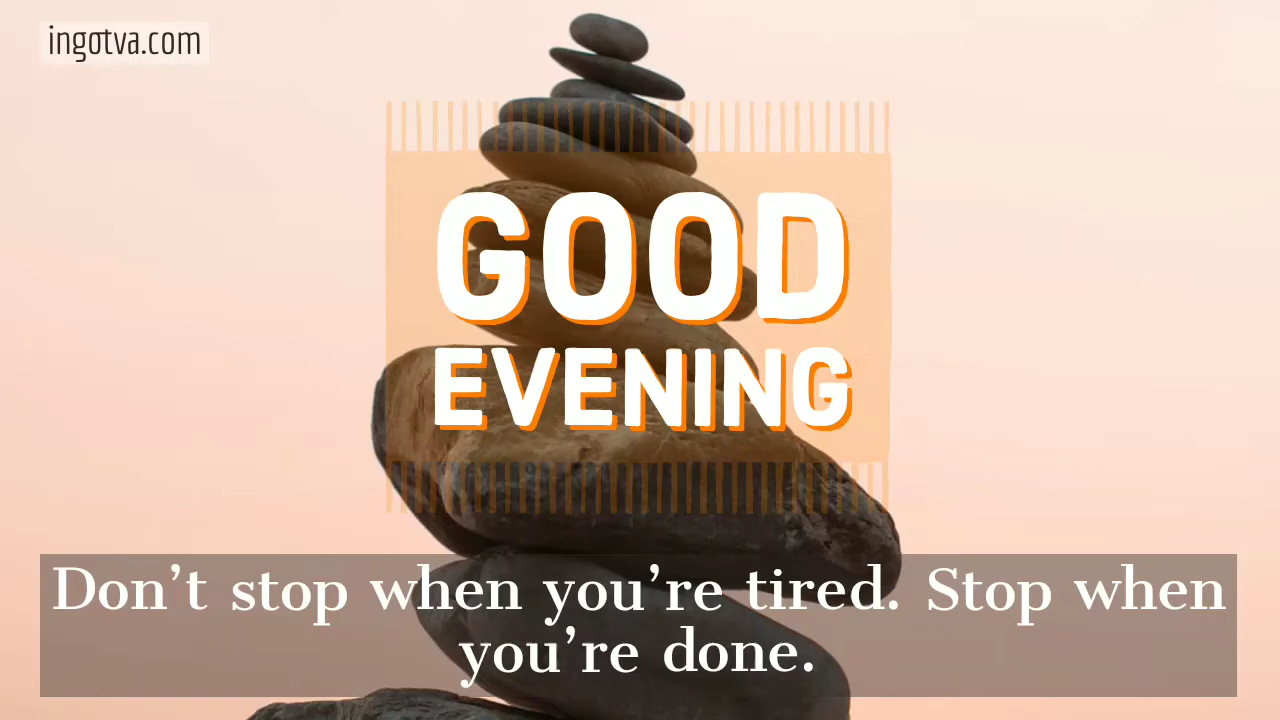 ingotva.com
GOOD
EVENING
Don’t stop when you’re tired. Stop when
you’re done.